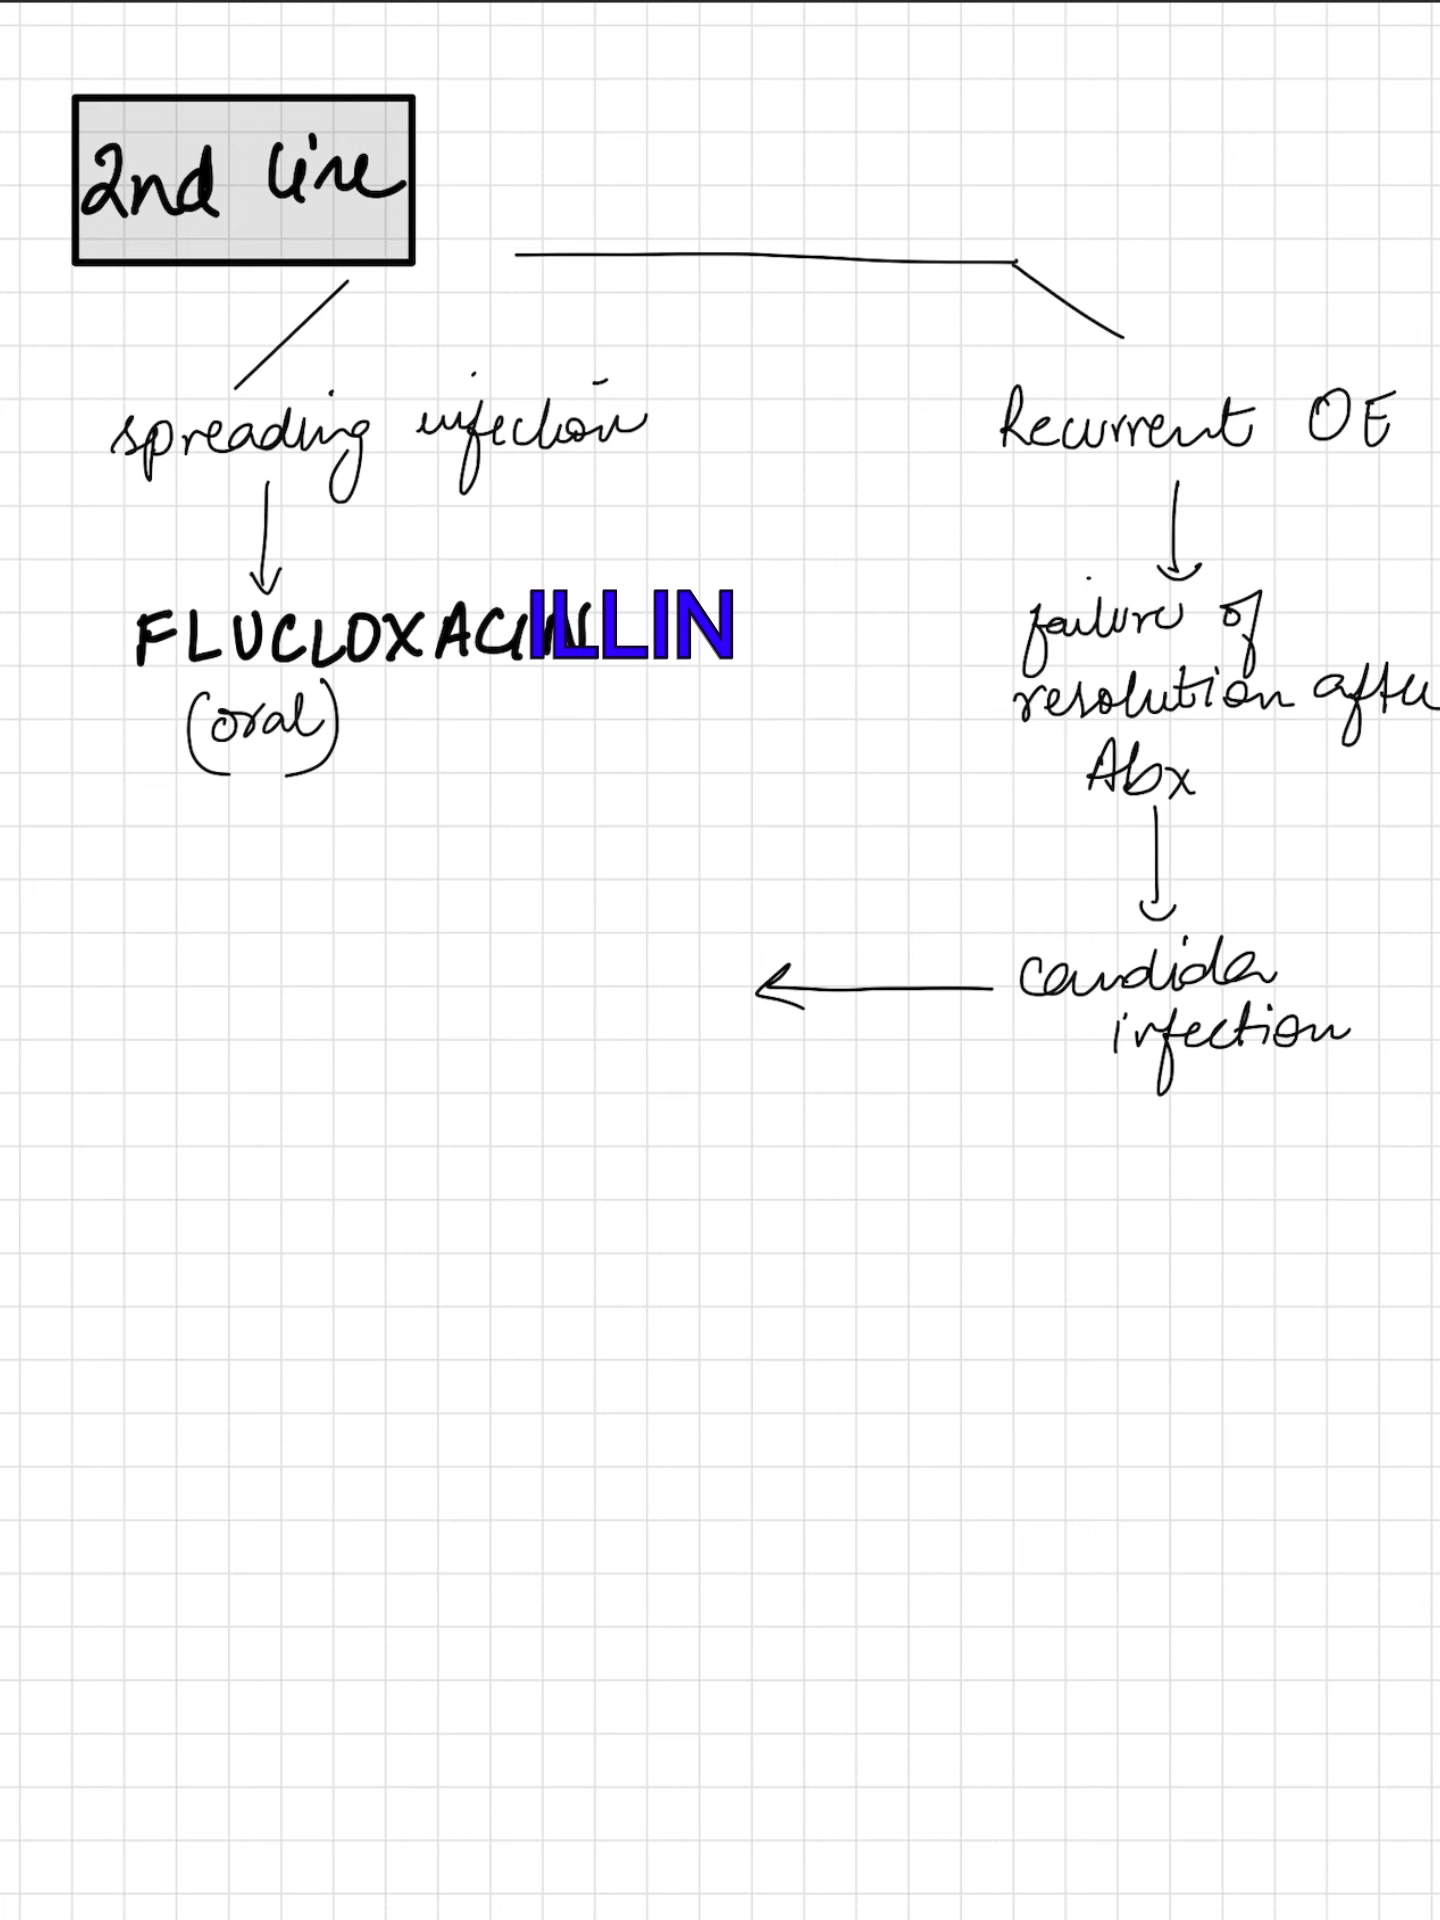 2nd line
spreading infection
Recurrent OE
FLUCLOXACILLIN
(oral)
failure of
resolution after
Abx
candida
infection